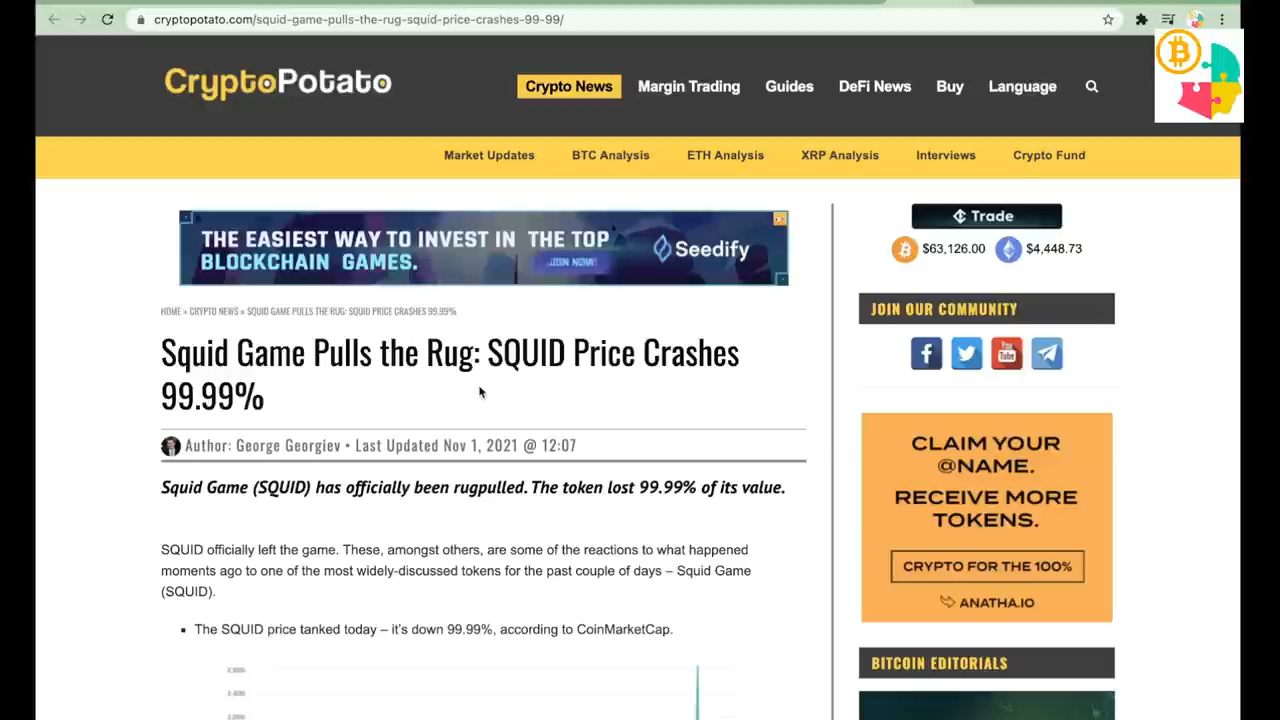 cryptopotato.com/squid-game-pulls-the-rug-squid-price-crashes-99-99/
CryptoPotato
Crypto News
Margin Trading
Guides
DeFi News
Buy
Language
Market Updates
BTC Analysis
ETH Analysis
XRP Analysis
Interviews
Crypto Fund
THE EASIEST WAY TO INVEST IN THE TOP
BLOCKCHAIN GAMES.
JOIN NOW!
Seedify
Trade
$63,126.00
$4,448.73
HOME » CRYPTO NEWS » SQUID GAME PULLS THE RUG: SQUID PRICE CRASHES 99.99%
Squid Game Pulls the Rug: SQUID Price Crashes
99.99%
Author: George Georgiev • Last Updated Nov 1, 2021 @ 12:07
Squid Game (SQUID) has officially been rugpulled. The token lost 99.99% of its value.
SQUID officially left the game. These, amongst others, are some of the reactions to what happened
moments ago to one of the most widely-discussed tokens for the past couple of days – Squid Game
(SQUID).
▪ The SQUID price tanked today – it's down 99.99%, according to CoinMarketCap.
JOIN OUR COMMUNITY
You
Tube
CLAIM YOUR
@NAME.
RECEIVE MORE
TOKENS.
CRYPTO FOR THE 100%
ANATHA.IO
BITCOIN EDITORIALS